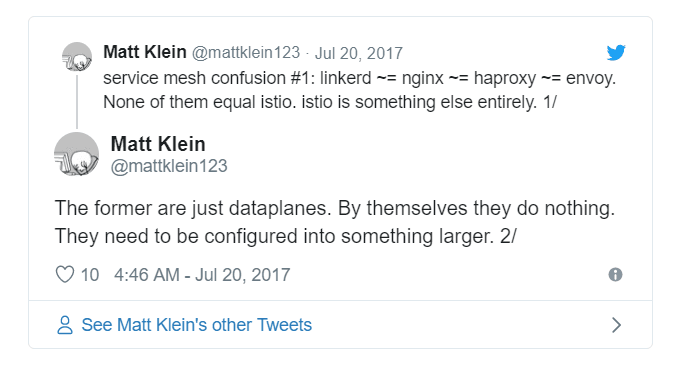 Matt Klein @mattklein123 · Jul 20, 2017
service mesh confusion #1: linkerd ~= nginx ~= haproxy ~= envoy.
None of them equal istio. istio is something else entirely. 1/
Matt Klein
@mattklein123
The former are just dataplanes. By themselves they do nothing.
They need to be configured into something larger. 2/
10 4:46 AM - Jul 20, 2017
See Matt Klein's other Tweets